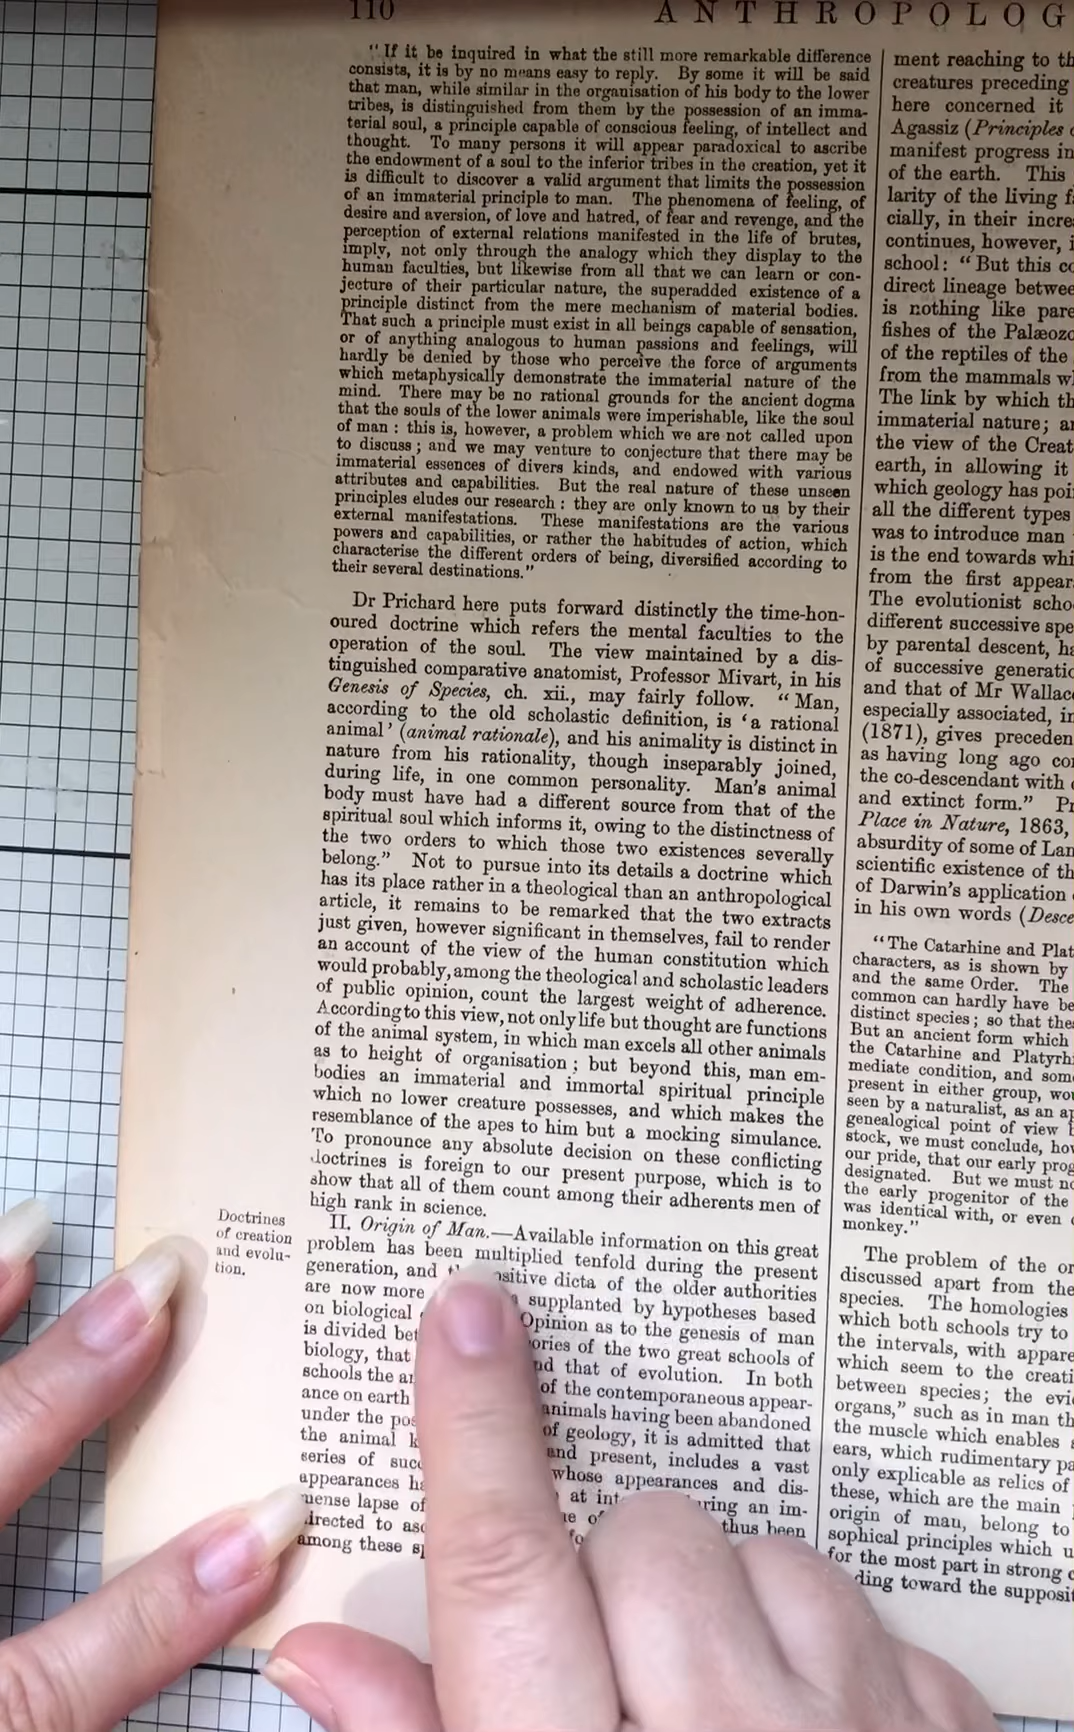 110
ANTHROPOLOG
"If it be inquired in what the still more remarkable difference
consists, it is by no means easy to reply. By some it will be said
that man, while similar in the organisation of his body to the lower
tribes, is distinguished from them by the possession of an imma-
terial soul, a principle capable of conscious feeling, of intellect and
thought. To many persons it will appear paradoxical to ascribe
the endowment of a soul to the inferior tribes in the creation, yet it
is difficult to discover a valid argument that limits the possession
of an immaterial principle to man. The phenomena of feeling, of
desire and aversion, of love and hatred, of fear and revenge, and the
perception of external relations manifested in the life of brutes,
imply, not only through the analogy which they display to the
human faculties, but likewise from all that we can learn or con-
jecture of their particular nature, the superadded existence of a
principle distinct from the mere mechanism of material bodies.
That such a principle must exist in all beings capable of sensation,
or of anything analogous to human passions and feelings, will
hardly be denied by those who perceive the force of arguments
which metaphysically demonstrate the immaterial nature of the
mind. There may be no rational grounds for the ancient dogma
that the souls of the lower animals were imperishable, like the soul
of man : this is, however, a problem which we are not called upon
to discuss ; and we may venture to conjecture that there may be
immaterial essences of divers kinds, and endowed with various
attributes and capabilities. But the real nature of these unseen
principles eludes our research : they are only known to us by their
external manifestations. These manifestations are the various
powers and capabilities, or rather the habitudes of action, which
characterise the different orders of being, diversified according to
their several destinations."
Dr Prichard here puts forward distinctly the time-hon-
oured doctrine which refers the mental faculties to the
operation of the soul. The view maintained by a dis-
tinguished comparative anatomist, Professor Mivart, in his
Genesis of Species, ch. xii., may fairly follow. "Man,
according to the old scholastic definition, is 'a rational
animal' (animal rationale), and his animality is distinct in
nature from his rationality, though inseparably joined,
during life, in one common personality. Man's animal
body must have had a different source from that of the
spiritual soul which informs it, owing to the distinctness of
the two orders to which those two existences severally
belong." Not to pursue into its details a doctrine which
has its place rather in a theological than an anthropological
article, it remains to be remarked that the two extracts
just given, however significant in themselves, fail to render
an account of the view of the human constitution which
would probably, among the theological and scholastic leaders
of public opinion, count the largest weight of adherence.
According to this view, not only life but thought are functions
of the animal system, in which man excels all other animals
as to height of organisation ; but beyond this, man em-
bodies an immaterial and immortal spiritual principle
which no lower creature possesses, and which makes the
resemblance of the apes to him but a mocking simulance.
To pronounce any absolute decision on these conflicting
doctrines is foreign to our present purpose, which is to
show that all of them count among their adherents men of
high rank in science.
Doctrines
of creation
and evolu-
tion.
II. Origin of Man.—Available information on this great
problem has been multiplied tenfold during the present
generation, and positive dicta of the older authorities
are now more supplanted by hypotheses based
on biological Opinion as to the genesis of man
is divided of the two great schools of
biology, that that of evolution. In both
schools the of the contemporaneous appear-
ance on earth animals having been abandoned
under the of geology, it is admitted that
the animal and present, includes a vast
series of whose appearances and dis-
appearances at during an im-
mense lapse of thus been
directed to
among these
ment reaching to
creatures preceding
here concerned it
Agassiz (Principles
manifest progress in
of the earth. This
larity of the living
cially, in their
continues, however,
school: "But this
direct lineage
is nothing like
fishes of the
of the reptiles of the
from the mammals
The link by which
immaterial nature;
the view of the
earth, in allowing it
which geology has
all the different types
was to introduce man
is the end towards
from the first
The evolutionist
different successive
by parental descent,
of successive
and that of Mr
especially associated,
(1871), gives
as having long ago
the co-descendant with
and extinct form."
Place in Nature, 1863,
absurdity of some of
scientific existence of
of Darwin's application
in his own words
"The Catarhine and
characters, as is shown by
and the same Order. The
common can hardly have
distinct species; so that
But an ancient form which
the Catarhine and
mediate condition, and
present in either group,
seen by a naturalist, as an
genealogical point of view
stock, we must conclude,
our pride, that our early
designated. But we must
the early progenitor of the
was identical with, or even
monkey."
The problem of the
discussed apart from
species. The homologies
which both schools try to
the intervals, with
which seem to the
between species; the
organs," such as in man
the muscle which enables
ears, which rudimentary
only explicable as relics of
these, which are the main
origin of man, belong to
sophical principles which
for the most part in strong
toward the